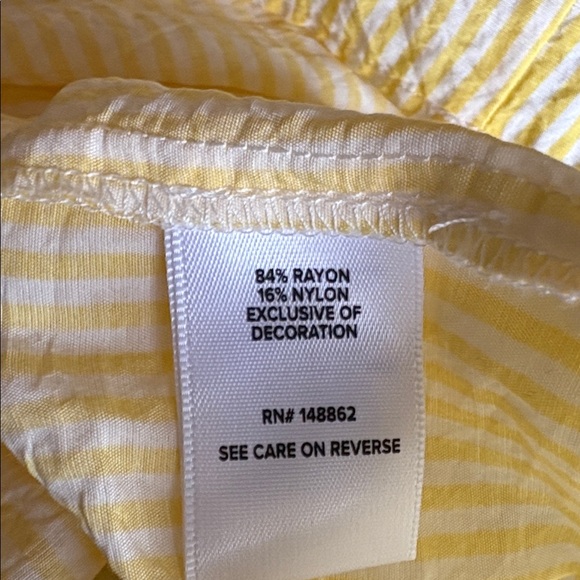 84% RAYON
16% NYLON
EXCLUSIVE OF
DECORATION
RN# 148862
SEE CARE ON REVERSE